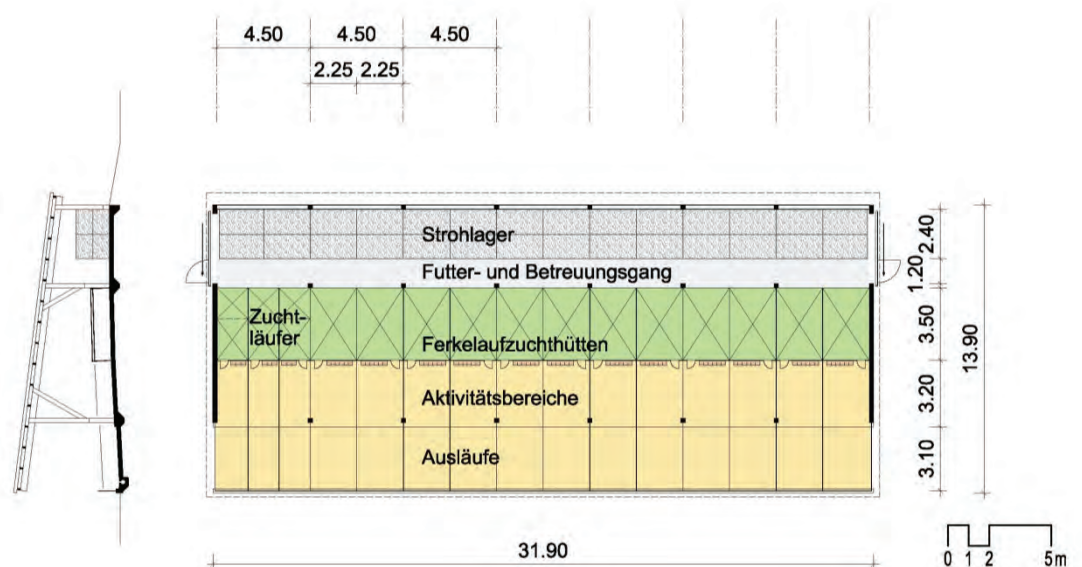 4.50 4.50 4.50
2.25 2.25
Strohlager
Futter- und Betreuungsgang
Zucht-
läufer
Ferkelaufzuchthütten
Aktivitätsbereiche
Ausläufe
2.40
1.20
3.50
3.20
3.10
13.90
31.90
0 1 2 5m